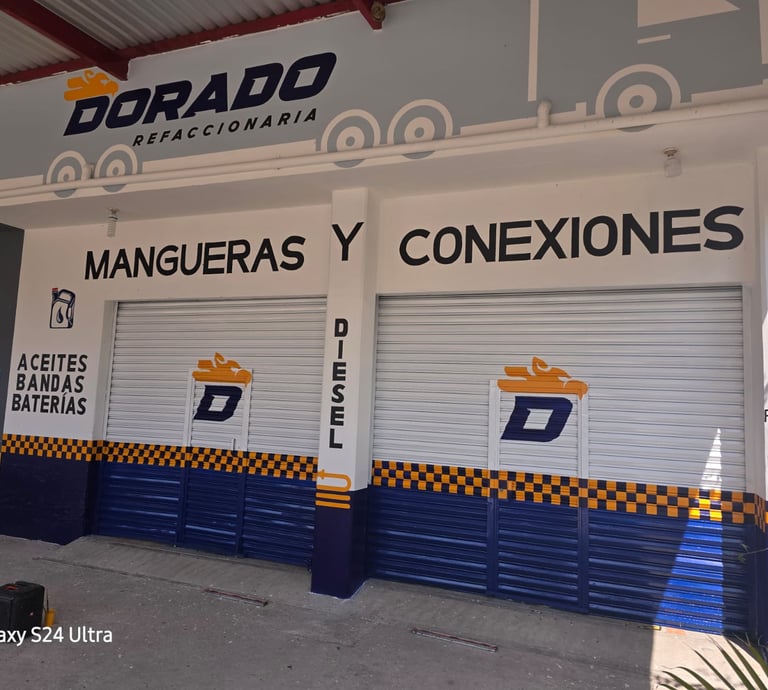 DORADO
REFACCIONARIA
MANGUERAS Y CONEXIONES
ACEITES
BANDAS
BATERÍAS
DIESEL
D
D
axy S24 Ultra